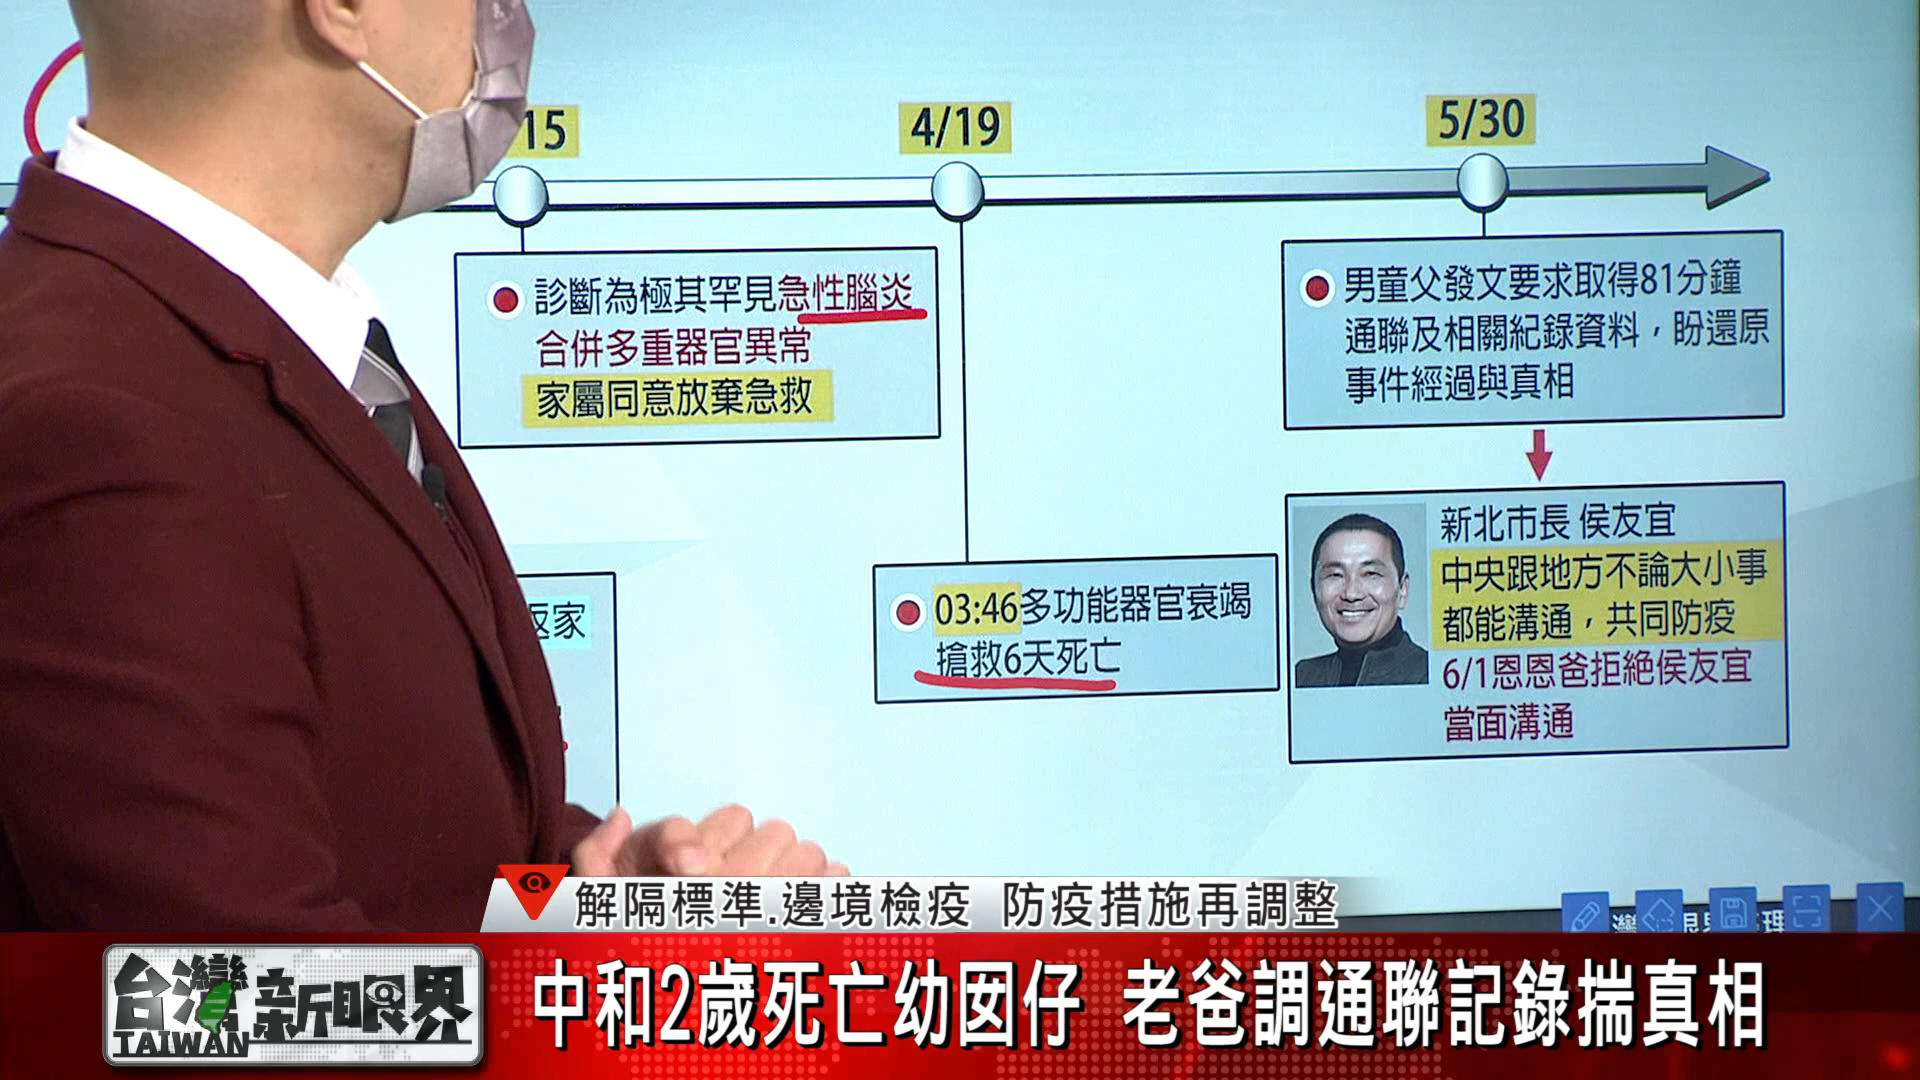 15
4/19
5/30
診斷為極其罕見急性腦炎
合併多重器官異常
家屬同意放棄急救
男童父發文要求取得81分鐘
通聯及相關紀錄資料，盼還原
事件經過與真相
返家
03:46多功能器官衰竭
搶救6天死亡
新北市長 侯友宜
中央跟地方不論大小事
都能溝通，共同防疫
6/1恩恩爸拒絕侯友宜
當面溝通
解隔標準.邊境檢疫 防疫措施再調整
台灣新眼界
TAIWAN
中和2歲死亡幼囡仔 老爸調通聯記錄揣真相